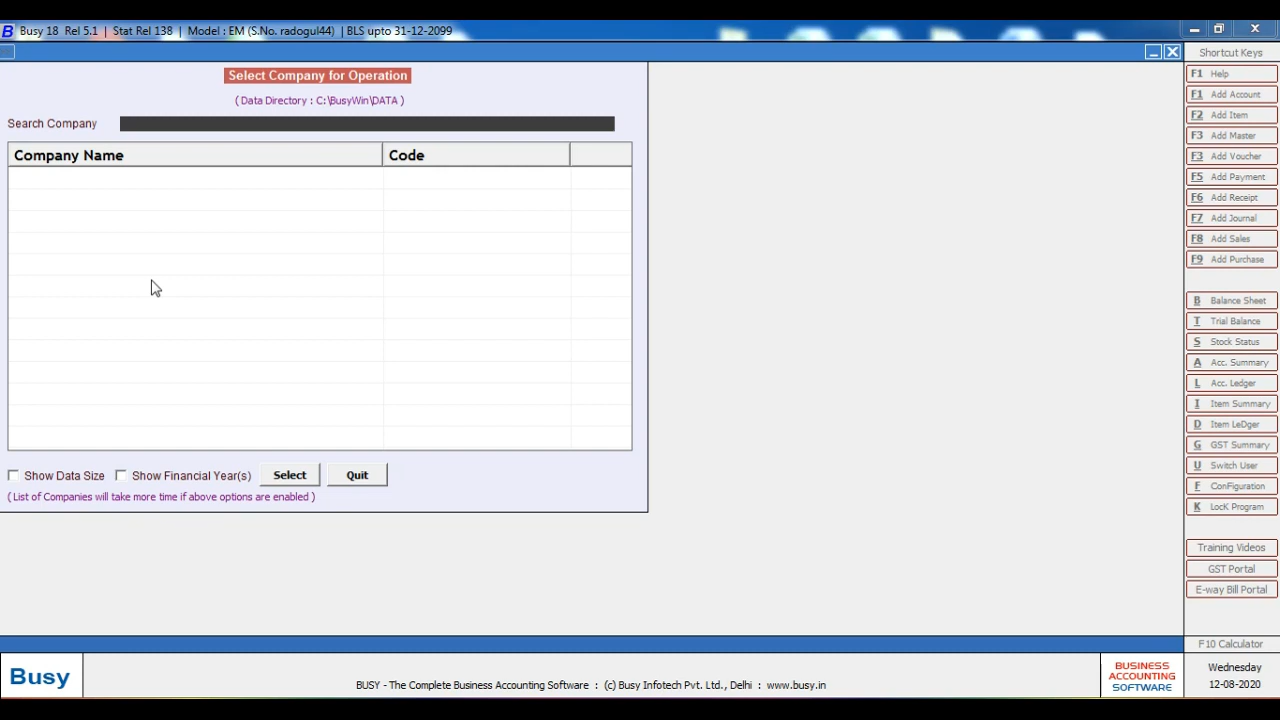 B Busy 18 Rel 5.1 | Stat Rel 138 | Model : EM (S.No. radogul44) | BLS upto 31-12-2099
Select Company for Operation
( Data Directory : C:\BusyWin\DATA )
Search Company
Company Name Code
Show Data Size Show Financial Year(s) Select Quit
( List of Companies will take more time if above options are enabled )
Shortcut Keys
F1 Help
F1 Add Account
F2 Add Item
F3 Add Master
F3 Add Voucher
F5 Add Payment
F6 Add Receipt
F7 Add Journal
F8 Add Sales
F9 Add Purchase
B Balance Sheet
T Trial Balance
S Stock Status
A Acc. Summary
L Acc. Ledger
I Item Summary
D Item LeDger
G GST Summary
U Switch User
F ConFiguration
K LocK Program
Training Videos
GST Portal
E-way Bill Portal
F10 Calculator
Busy
BUSY - The Complete Business Accounting Software : (c) Busy Infotech Pvt. Ltd., Delhi : www.busy.in
BUSINESS
ACCOUNTING
SOFTWARE
Wednesday
12-08-2020